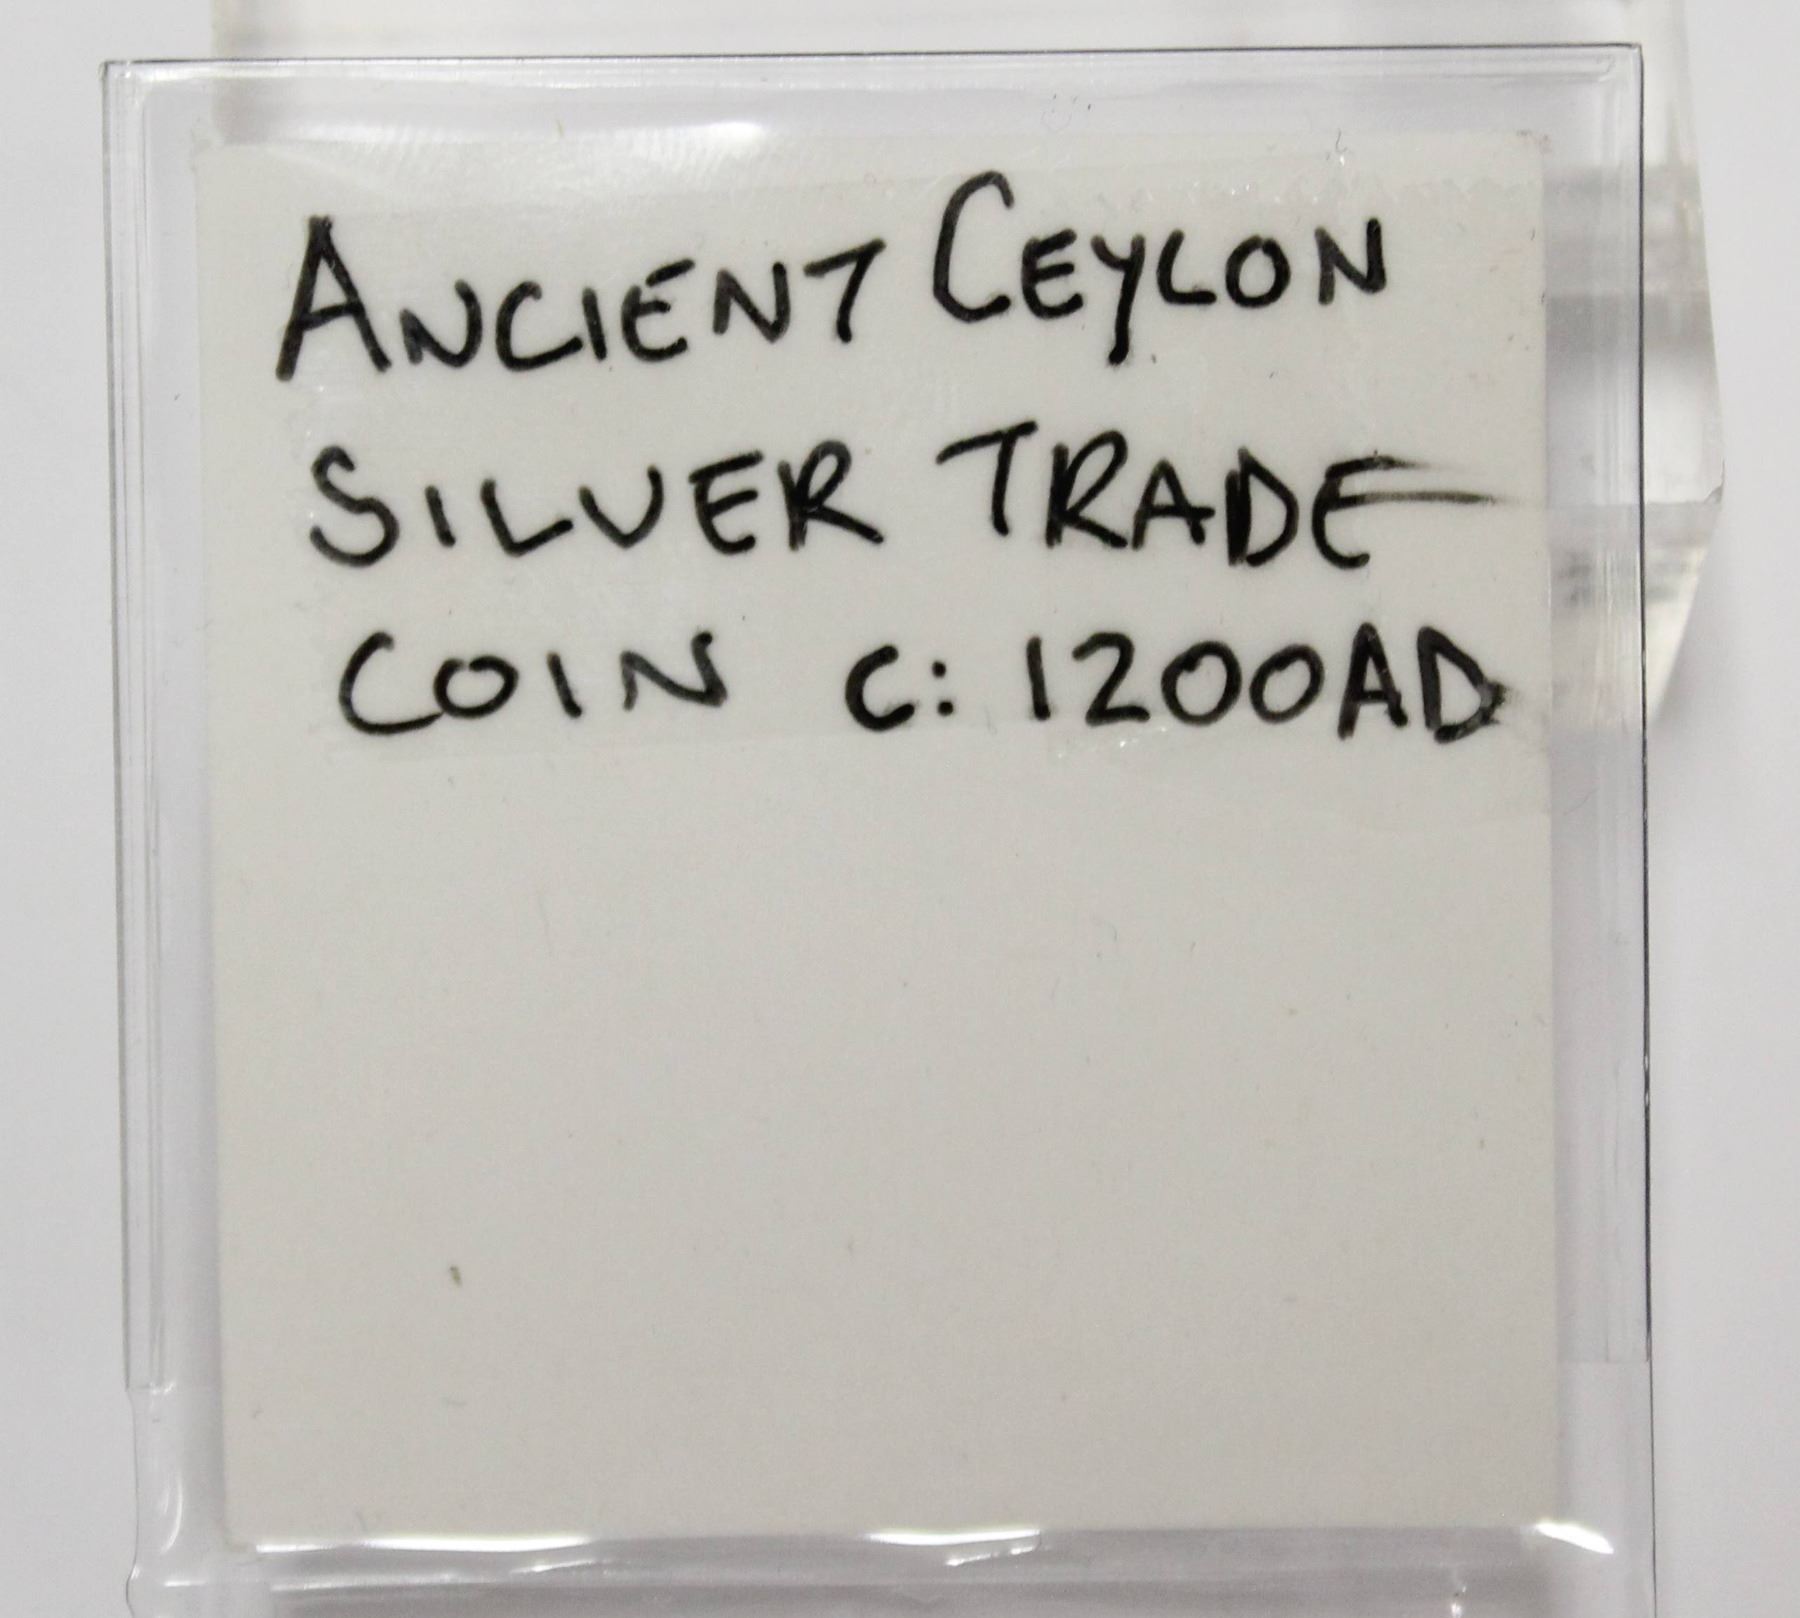 ANCIENT CEYLON
SILVER TRADE
COIN C: 1200AD